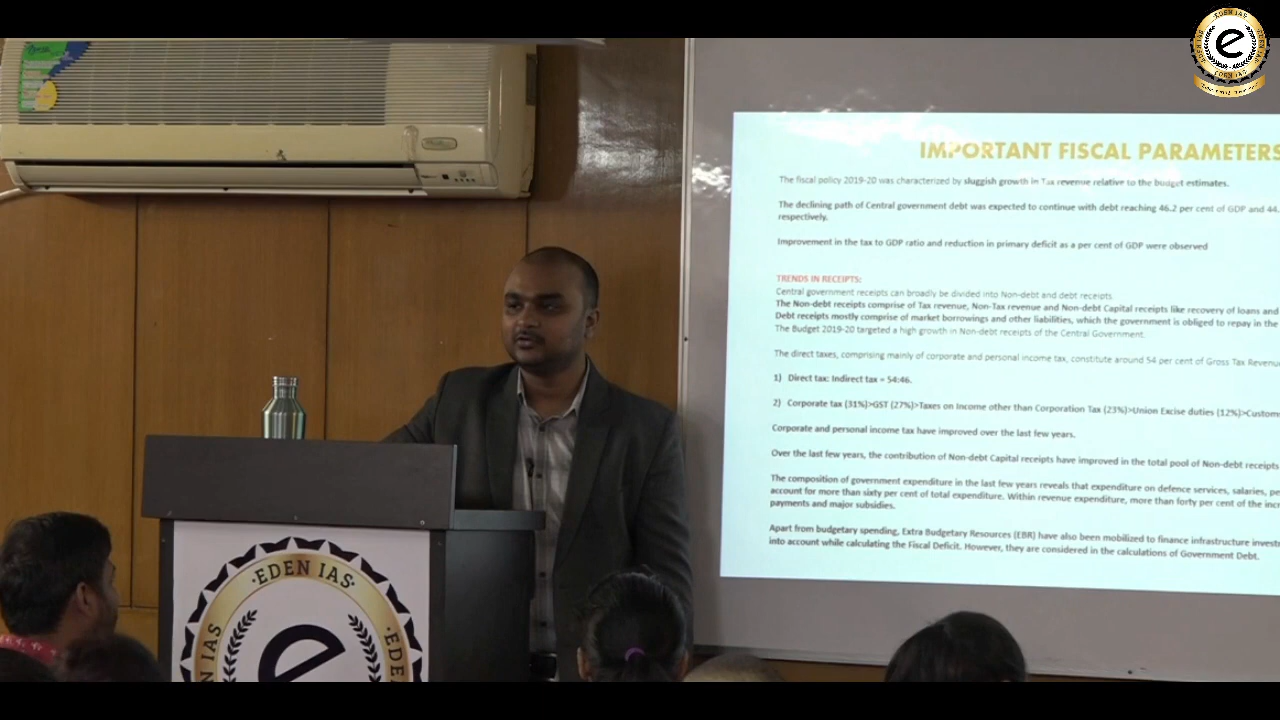 EDEN IAS
EDEN IAS
e
IMPORTANT FISCAL PARAMETERS
The fiscal policy 2019-20 was characterized by sluggish growth in Tax revenue relative to the budget estimates.
The declining path of Central government debt was expected to continue with debt reaching 46.2 per cent of GDP and 44.
respectively.
Improvement in the tax to GDP ratio and reduction in primary deficit as a per cent of GDP were observed
TRENDS IN RECEIPTS:
Central government receipts can broadly be divided into Non-debt and debt receipts.
The Non-debt receipts comprise of Tax revenue, Non-Tax revenue and Non-debt Capital receipts like recovery of loans and
Debt receipts mostly comprise of market borrowings and other liabilities, which the government is obliged to repay in the
The Budget 2019-20 targeted a high growth in Non-debt receipts of the Central Government.
The direct taxes, comprising mainly of corporate and personal income tax, constitute around 54 per cent of Gross Tax Revenue
1) Direct tax: Indirect tax = 54:46.
2) Corporate tax (31%)>GST (27%)>Taxes on Income other than Corporation Tax (23%)>Union Excise duties (12%)>Custom
Corporate and personal income tax have improved over the last few years.
Over the last few years, the contribution of Non-debt Capital receipts have improved in the total pool of Non-debt receipts
The composition of government expenditure in the last few years reveals that expenditure on defence services, salaries, pe
account for more than sixty per cent of total expenditure. Within revenue expenditure, more than forty per cent of the incr
payments and major subsidies.
Apart from budgetary spending, Extra Budgetary Resources (EBR) have also been mobilized to finance infrastructure invest
into account while calculating the Fiscal Deficit. However, they are considered in the calculations of Government Debt.
·EDEN IAS·
N IAS
·EDE
e